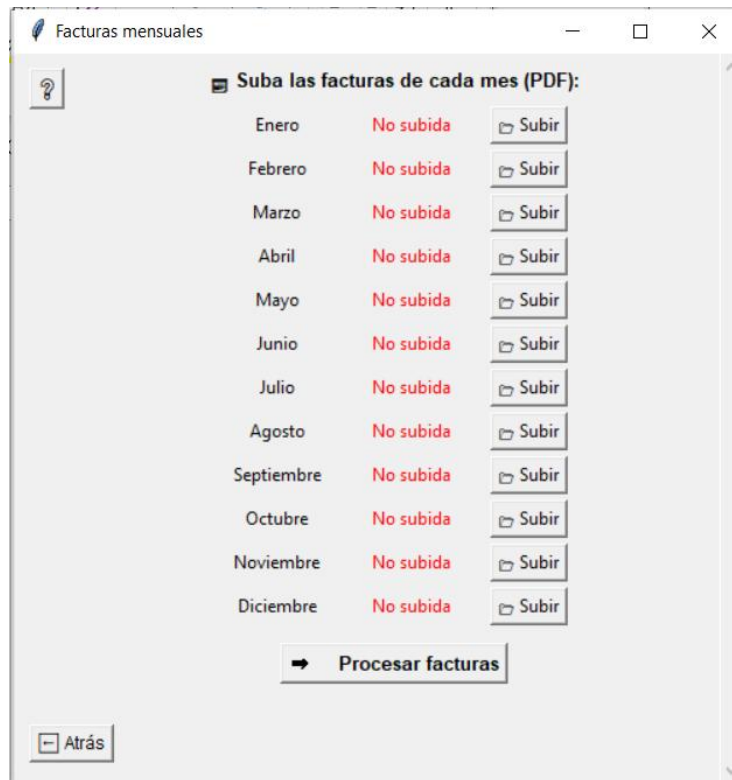 Facturas mensuales
?
Suba las facturas de cada mes (PDF):
Enero No subida Subir
Febrero No subida Subir
Marzo No subida Subir
Abril No subida Subir
Mayo No subida Subir
Junio No subida Subir
Julio No subida Subir
Agosto No subida Subir
Septiembre No subida Subir
Octubre No subida Subir
Noviembre No subida Subir
Diciembre No subida Subir
➡ Procesar facturas
← Atrás